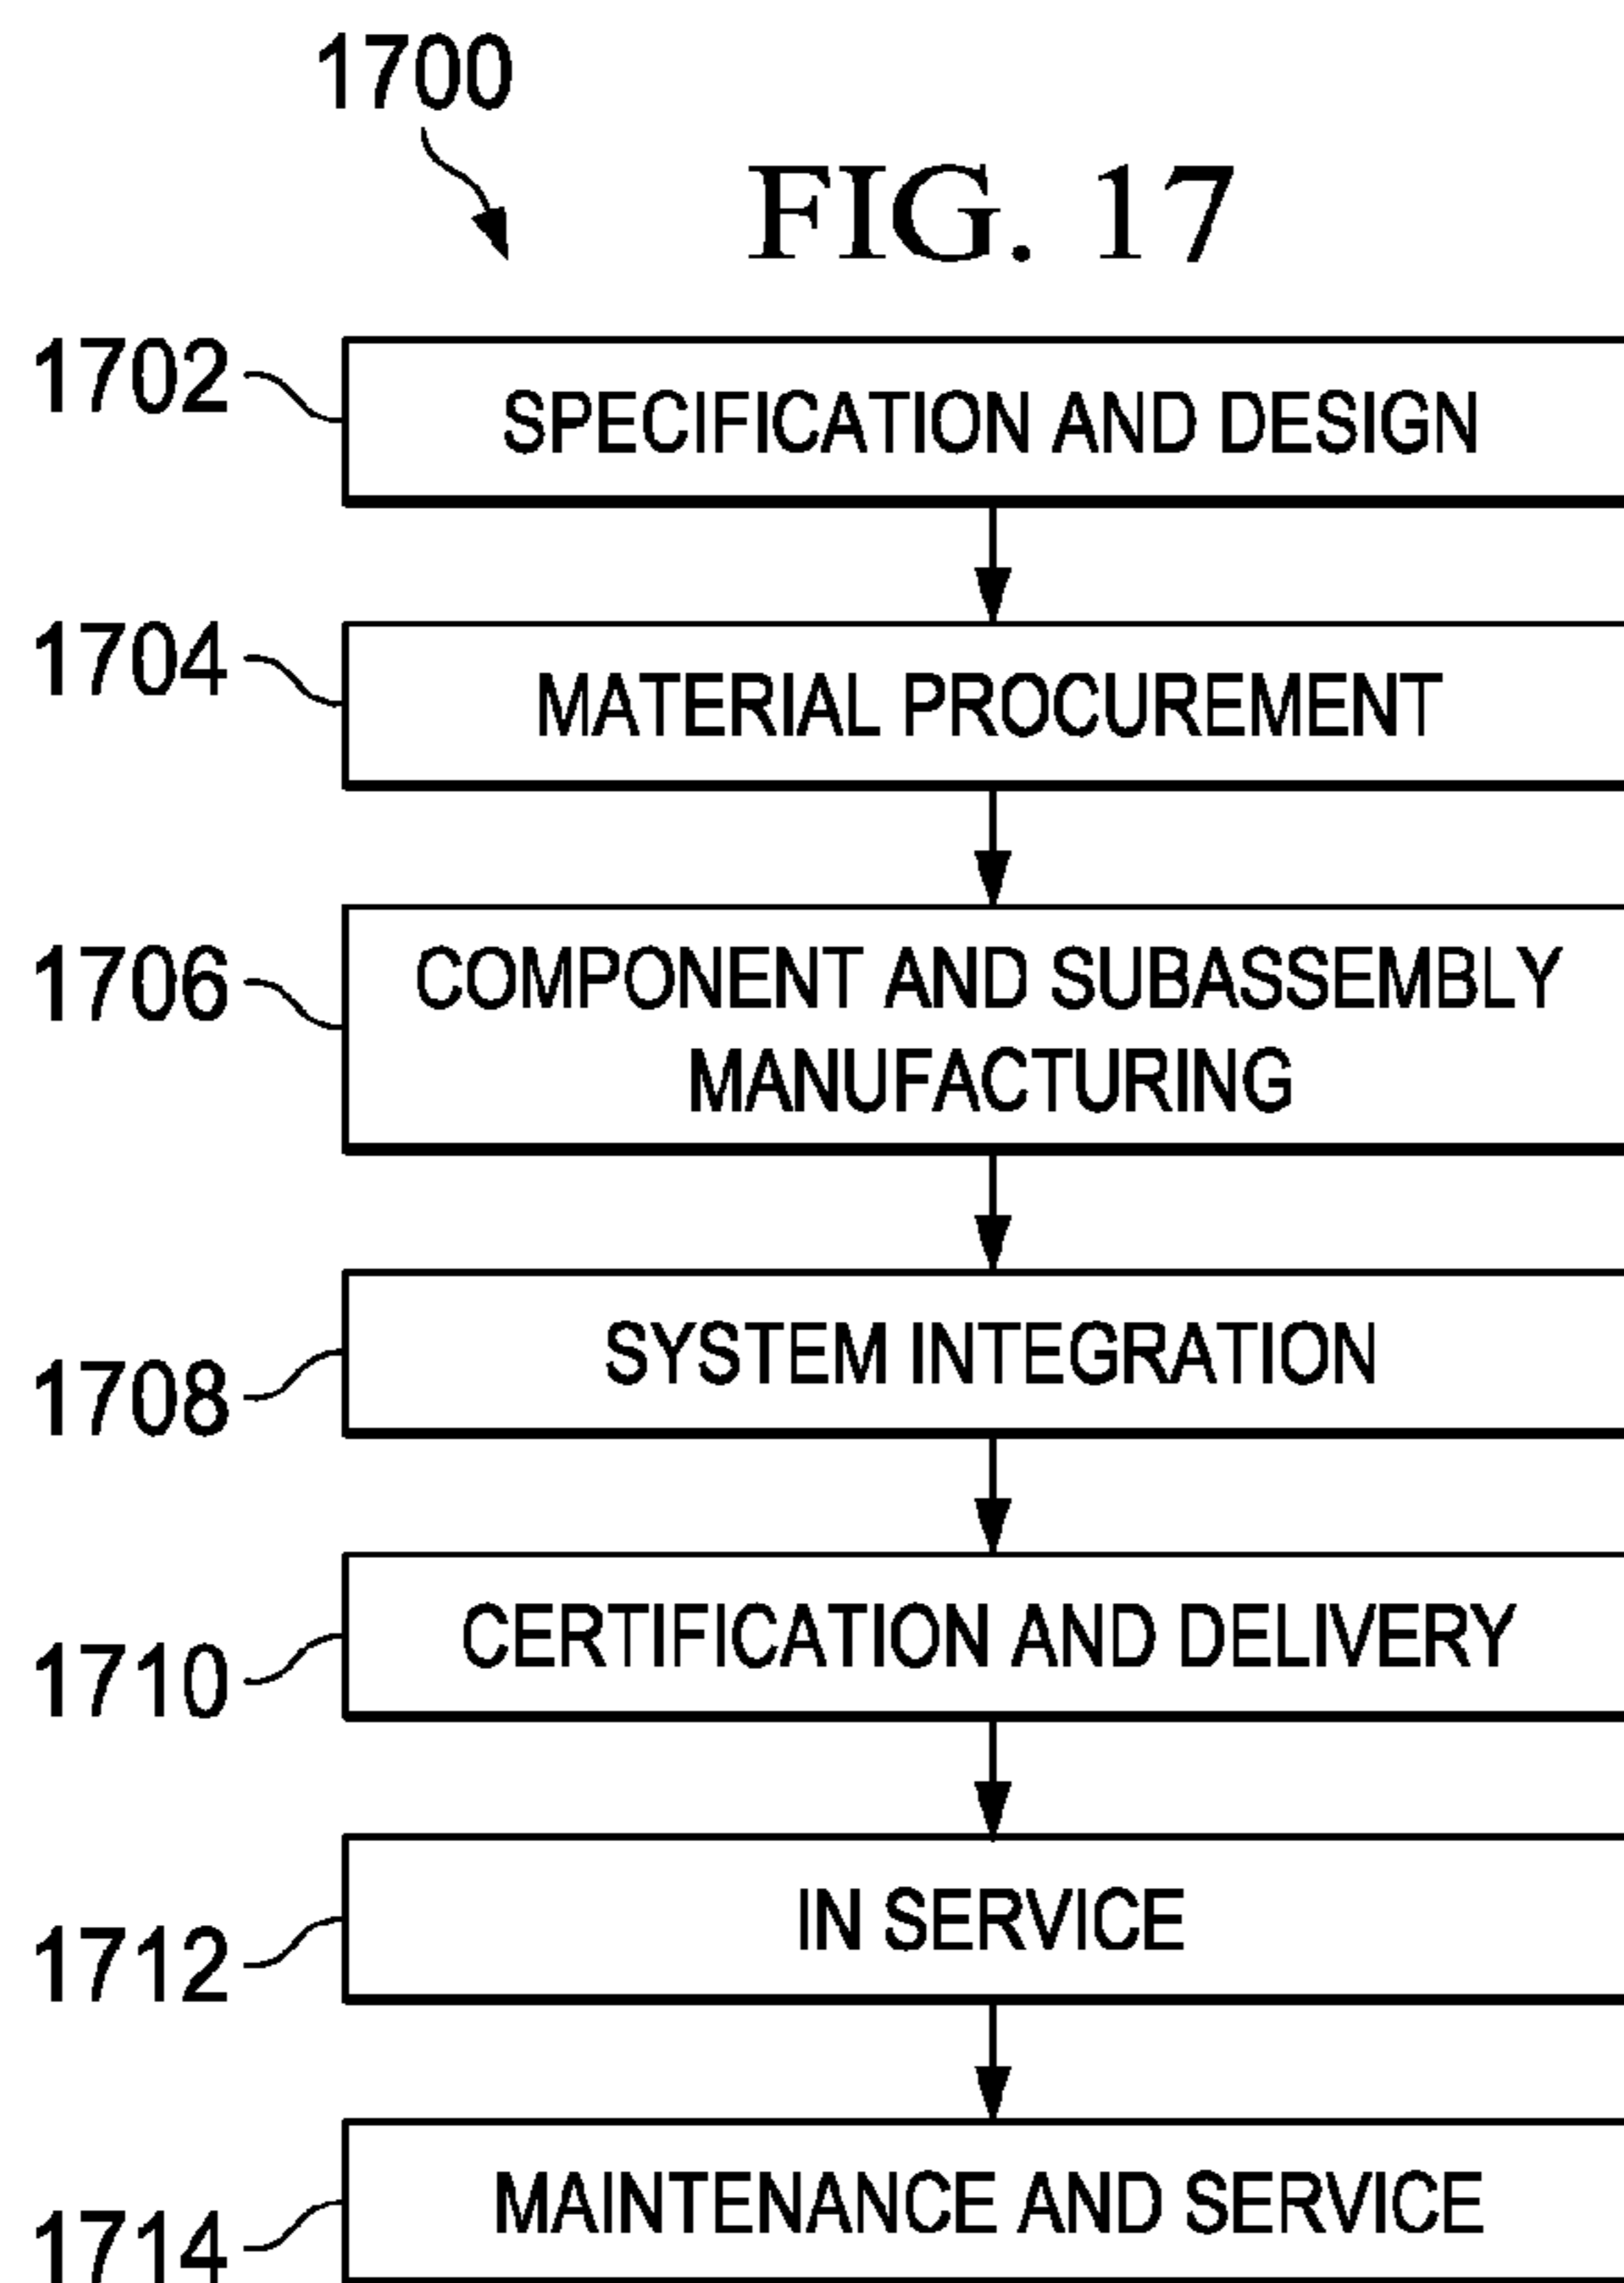 1700
FIG. 17
1702
SPECIFICATION AND DESIGN
1704
MATERIAL PROCUREMENT
1706
COMPONENT AND SUBASSEMBLY
MANUFACTURING
1708
SYSTEM INTEGRATION
1710
CERTIFICATION AND DELIVERY
1712
IN SERVICE
1714
MAINTENANCE AND SERVICE